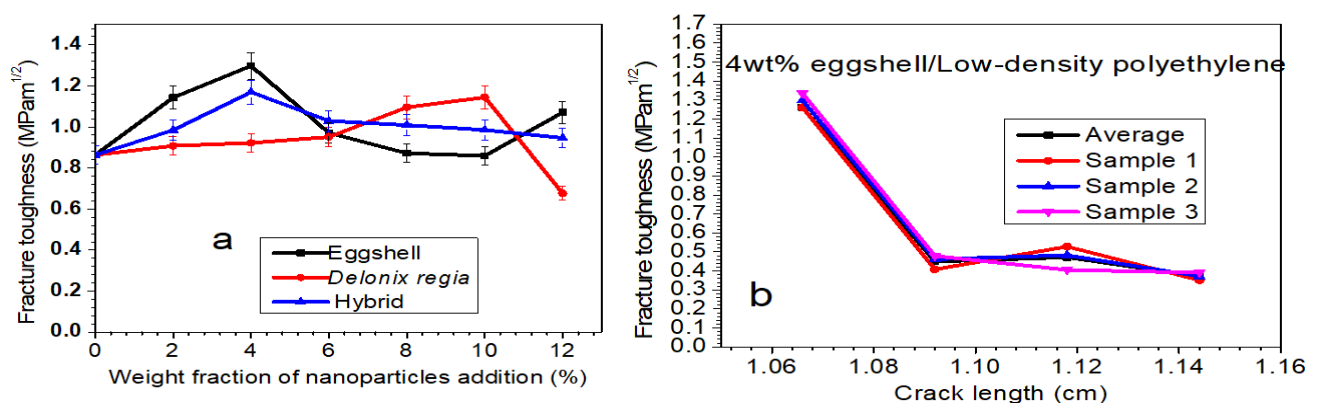 Fracture toughness (MPam1/2)
1.4
1.2
1.0
0.8
0.6
0.4
0.2
0.0
a
Eggshell
Delonix regia
Hybrid
0 2 4 6 8 10 12
Weight fraction of nanoparticles addition (%)
Fracture toughness (MPam1/2)
1.7
1.6
1.5
1.4
1.3
1.2
1.1
1.0
0.9
0.8
0.7
0.6
0.5
0.4
0.3
0.2
0.1
0.0
4wt% eggshell/Low-density polyethylene
Average
Sample 1
Sample 2
Sample 3
b
1.06 1.08 1.10 1.12 1.14 1.16
Crack length (cm)